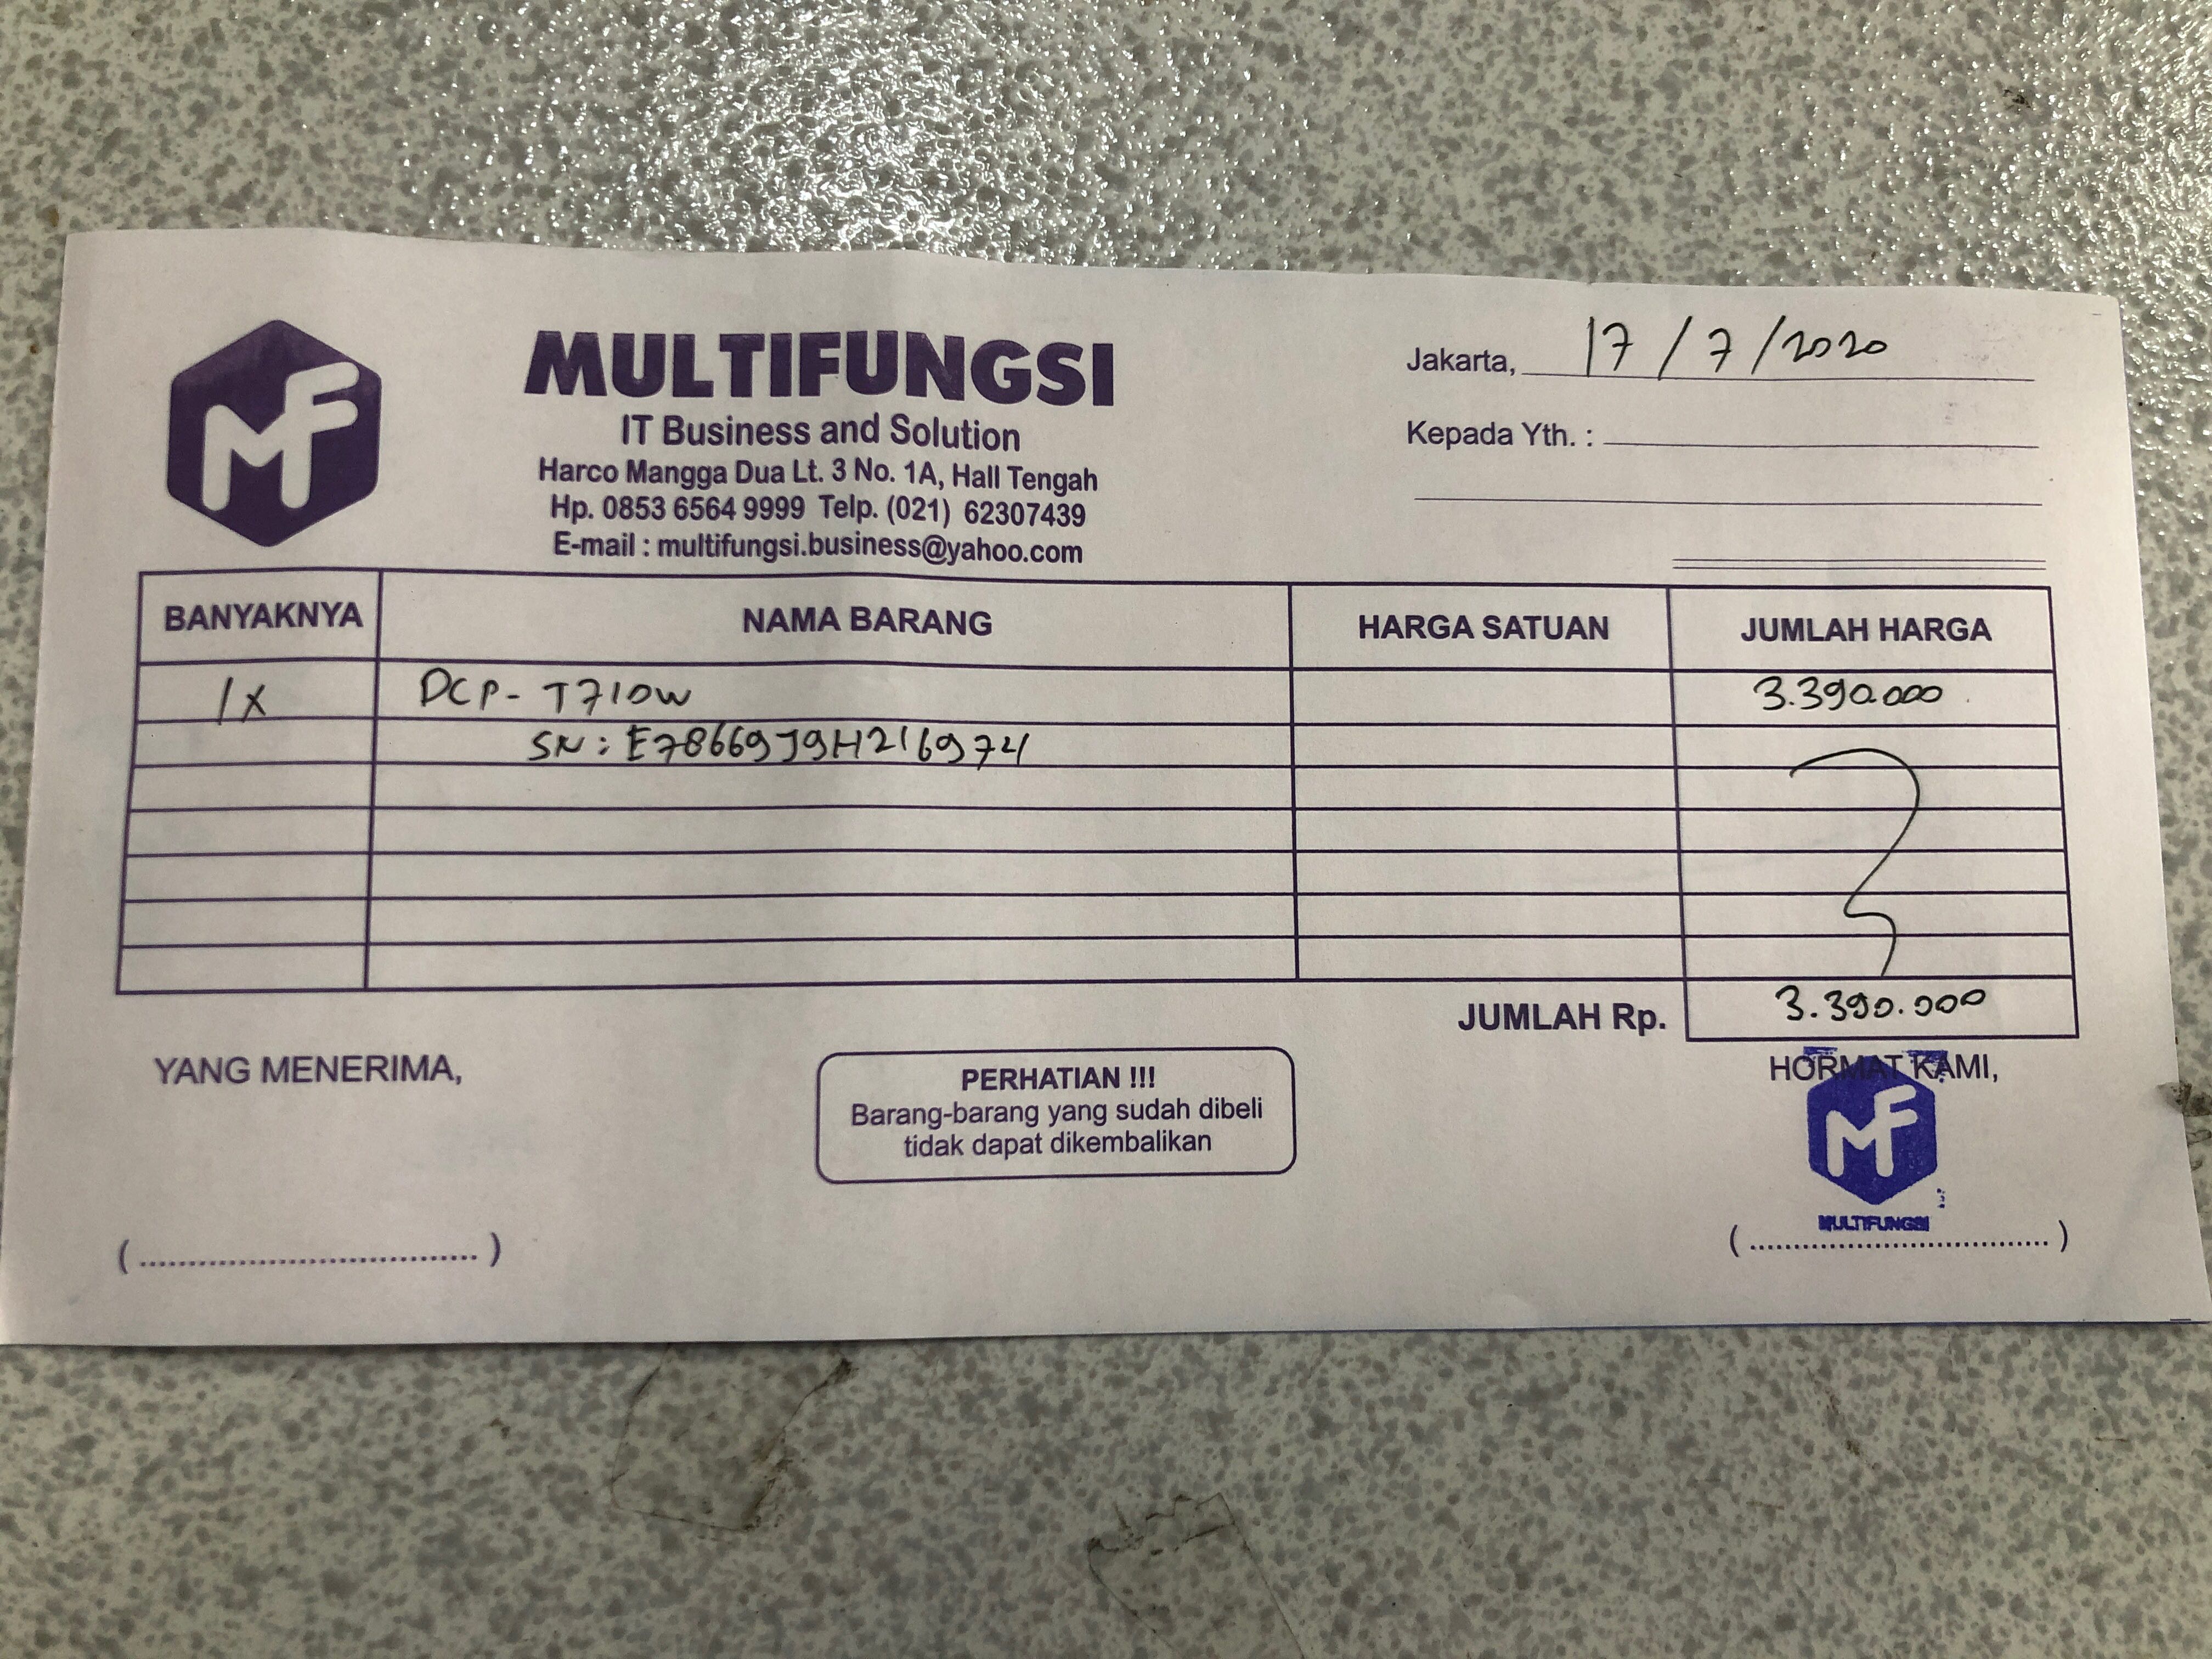 MF
MULTIFUNGSI
IT Business and Solution
Harco Mangga Dua Lt. 3 No. 1A, Hall Tengah
Hp. 0853 6564 9999 Telp. (021) 62307439
E-mail : multifungsi.business@yahoo.com
Jakarta, 17/7/2020
Kepada Yth. :
BANYAKNYA NAMA BARANG HARGA SATUAN JUMLAH HARGA
1X DCP-T710W 3.390.000
SN: E78669J9H216974
JUMLAH Rp. 3.390.000
YANG MENERIMA,
PERHATIAN !!!
Barang-barang yang sudah dibeli
tidak dapat dikembalikan
HORMAT KAMI,
MF
MULTIFUNGSI
(....................................)
(....................................)